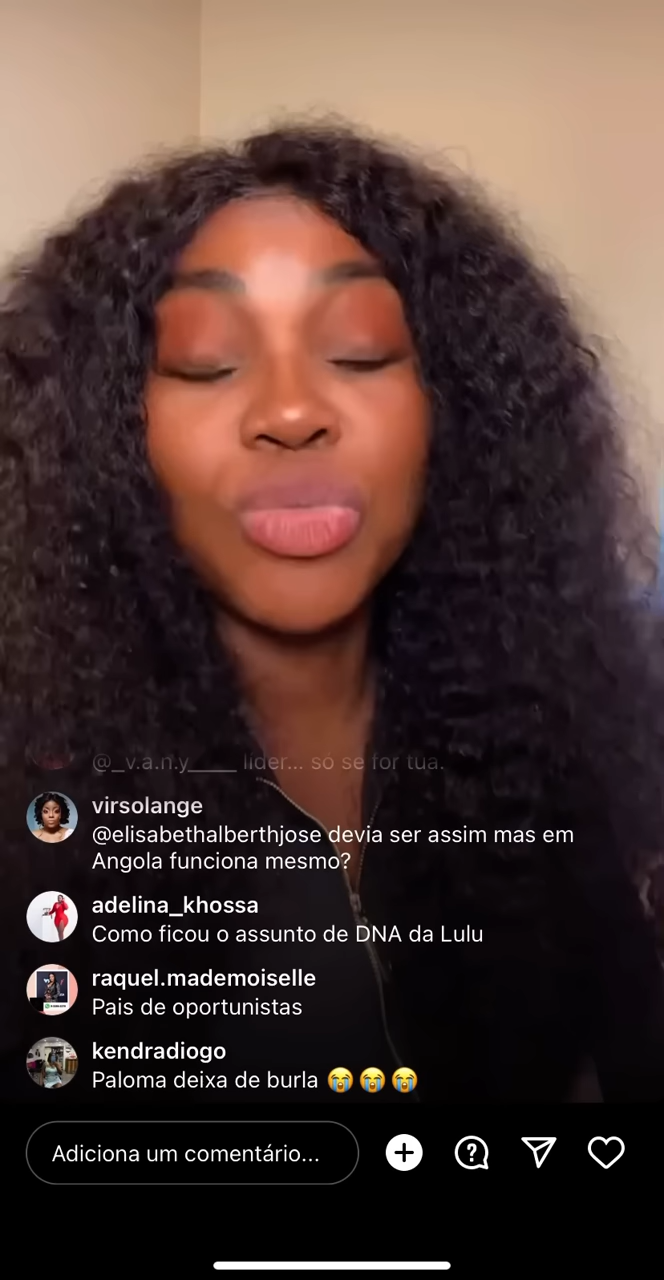 @_v.a.n.y____ lider... só se for tua.
virsolange
@elisabethalberthjose devia ser assim mas em
Angola funciona mesmo?
adelina_khossa
Como ficou o assunto de DNA da Lulu
raquel.mademoiselle
Pais de oportunistas
kendradiogo
Paloma deixa de burla 😭😭😭
Adiciona um comentário...